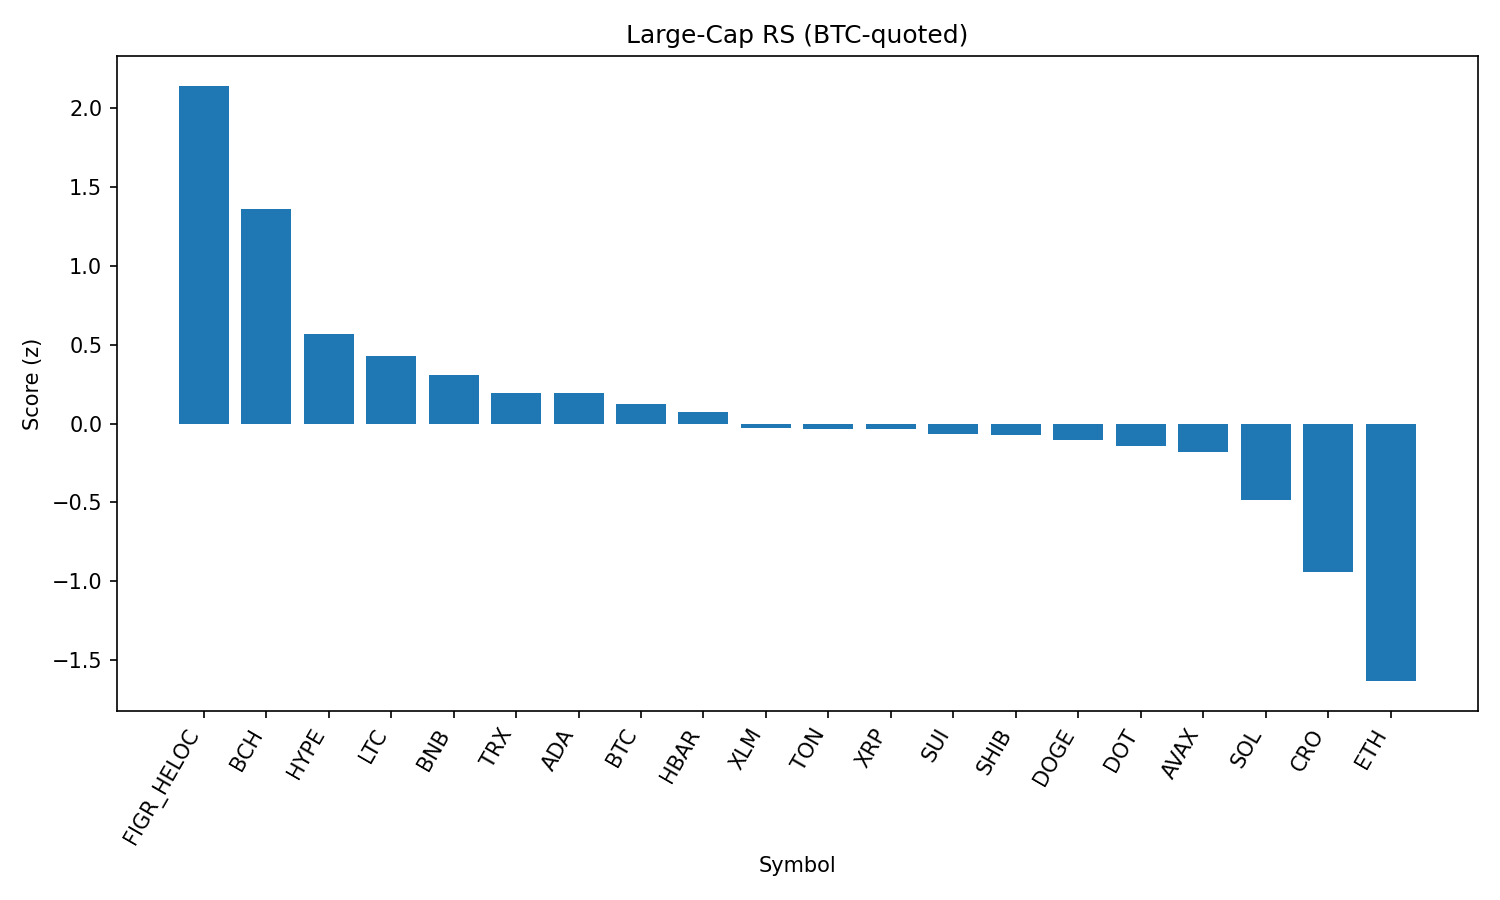 Large-Cap RS (BTC-quoted)
Score (z)
2.0
1.5
1.0
0.5
0.0
−0.5
−1.0
−1.5
FIGR_HELOC
BCH
HYPE
LTC
BNB
TRX
ADA
BTC
HBAR
XLM
TON
XRP
SUI
SHIB
DOGE
DOT
AVAX
SOL
CRO
ETH
Symbol